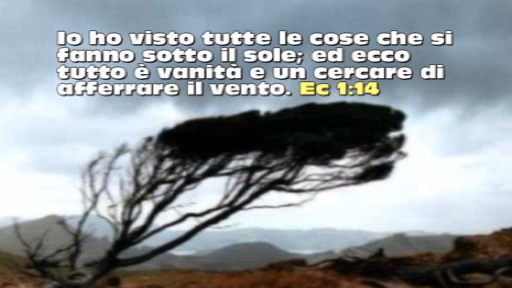 Io ho visto tutte le cose che si
fanno sotto il sole; ed ecco
tutto è vanità e un cercare di
afferrare il vento. Ec 1:14